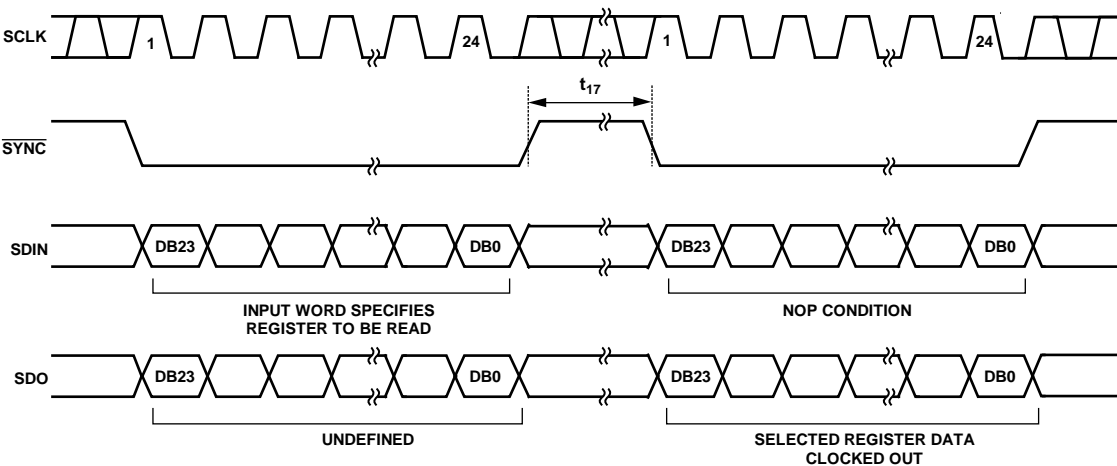 SCLK
1
24
1
24
t17
SYNC
SDIN
DB23
DB0
DB23
DB0
INPUT WORD SPECIFIES
REGISTER TO BE READ
NOP CONDITION
SDO
DB23
DB0
DB23
DB0
UNDEFINED
SELECTED REGISTER DATA
CLOCKED OUT